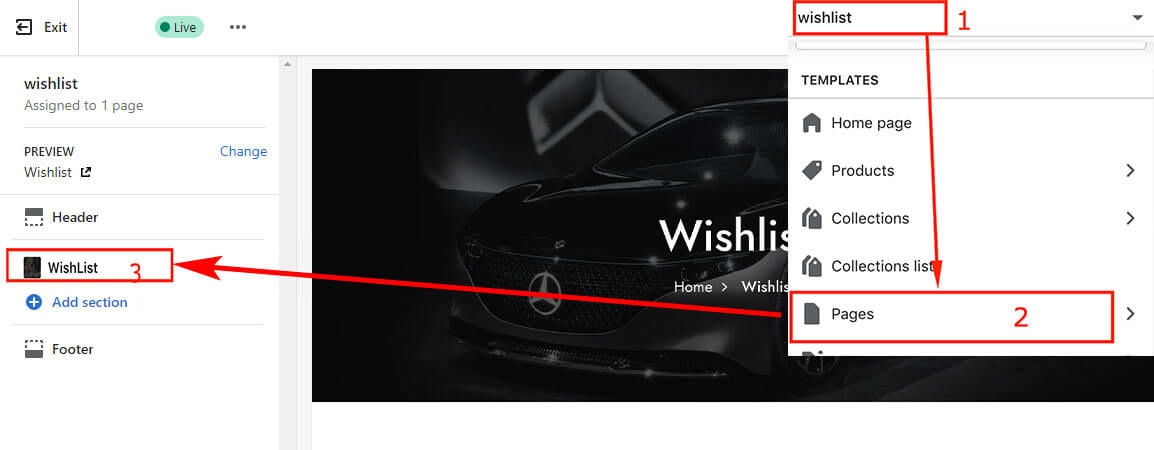 Exit
Live
wishlist
1
wishlist
Assigned to 1 page
PREVIEW
Change
Wishlist
Header
WishList
3
Add section
Footer
Wishlis
Home > Wishlis
TEMPLATES
Home page
Products
Collections
Collections list
Pages
2